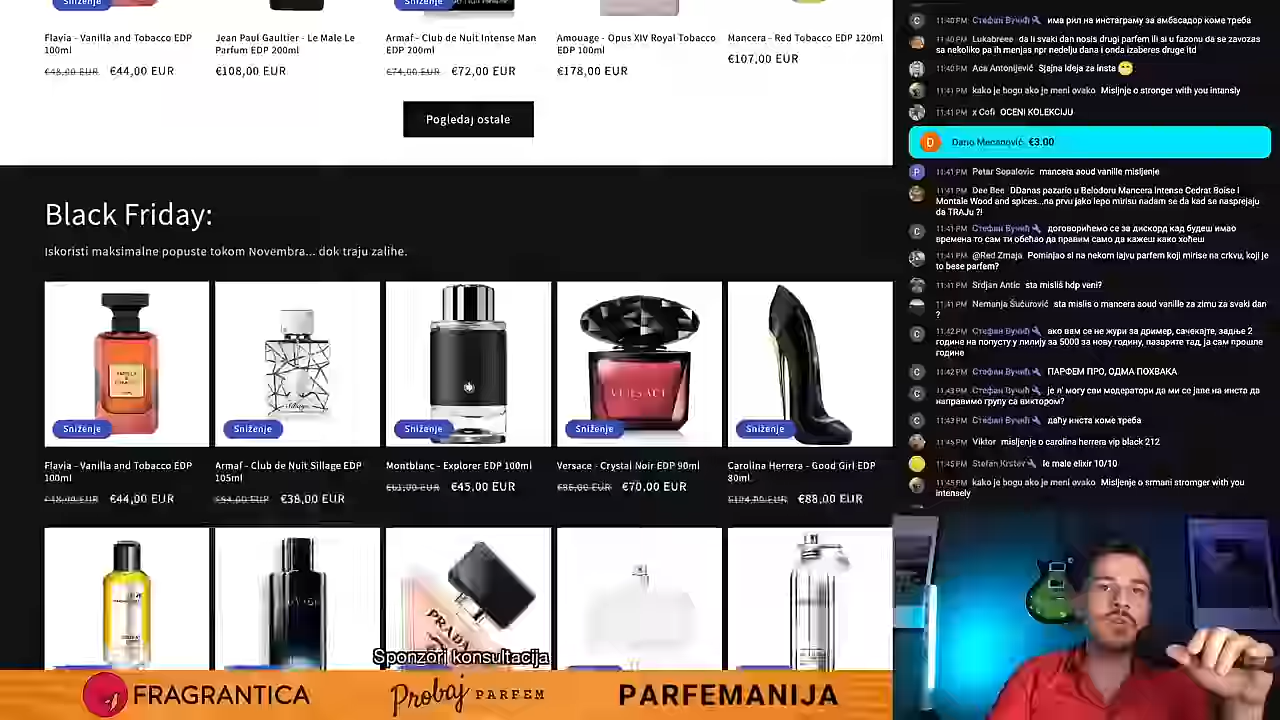 Sniženje
Sniženje
Flavia - Vanilla and Tobacco EDP
100ml
€48,00 EUR €44,00 EUR
Jean Paul Gaultier - Le Male Le
Parfum EDP 200ml
€108,00 EUR
Armaf - Club de Nuit Intense Man
EDP 200ml
€74,00 EUR €72,00 EUR
Amouage - Opus XIV Royal Tobacco
EDP 100ml
€178,00 EUR
Mancera - Red Tobacco EDP 120ml
€107,00 EUR
Pogledaj ostale
Black Friday:
Iskoristi maksimalne popuste tokom Novembra... dok traju zalihe.
VERSACE
Sniženje
Sniženje
Sniženje
Sniženje
Sniženje
Flavia - Vanilla and Tobacco EDP
100ml
€48,00 EUR €44,00 EUR
Armaf - Club de Nuit Sillage EDP
105ml
€38,00 EUR
Montblanc - Explorer EDP 100ml
€45,00 EUR
Versace - Crystal Noir EDP 90ml
€70,00 EUR
Carolina Herrera - Good Girl EDP
80ml
€88,00 EUR
PRADA
Sponzori konsultacija
FRAGRANTICA
Probaj PARFEM
PARFEMANIJA
11:40 PM Стефан Вучић има рил на инстаграму за амбасадор коме треба
11:40 PM Lukabreee da li svaki dan nosis drugi parfem ili si u fazonu da se zavozas
sa nekoliko pa ih menjas npr nedelju dana i onda izaberes druge itd
11:40 PM Aca Antonijević Sjajna ideja za insta 😁
11:41 PM kako je bogu ako je meni ovako Misljnje o stronger with you intansly
11:41 PM x Cofi OCENI KOLEKCIJU
D Dano Mecanović €3.00
11:41 PM Petar Sopalovic mancera aoud vanille misljenje
11:41 PM Dee Bee DDanas pazario u Belodoru Mancera Intense Cedrat Boise I
Montale Wood and spices...na prvu jako lepo mirisu nadam se da kad se nasprejaju
da TRAJu ?!
11:41 PM Стефан Вучић договорићемо се за дискорд кад будеш имао
времена то сам ти обећао да правим само да кажеш како хоћеш
11:41 PM @Red Zmaja Pominjao si na nekom lajvu parfem koji mirise na crkvu, koji je
to bese parfem?
11:41 PM Srdjan Antic sta misliš hdp veni?
11:41 PM Nemanja Šućurović sta mislis o mancera aoud vanille za zimu za svaki dan
?
11:42 PM Стефан Вучић ако вам се не жури за дример, сачекајте, задње 2
године на попусту у лилију за 5000 за нову годину, пазарите тад, ја сам прошле
године
11:42 PM Стефан Вучић ПАРФЕМ ПРО, ОДМА ПОХВАКА
11:43 PM Стефан Вучић је л' могу сви модератори да ми се јаве на инста да
направимо групу са виктором?
11:43 PM Стефан Вучић даћу инста коме треба
11:45 PM Viktor misljenje o carolina herrera vip black 212
11:45 PM Stefan Krstev le male elixir 10/10
11:45 PM kako je bogu ako je meni ovako Misljenje o srmani stromger with you
intensely